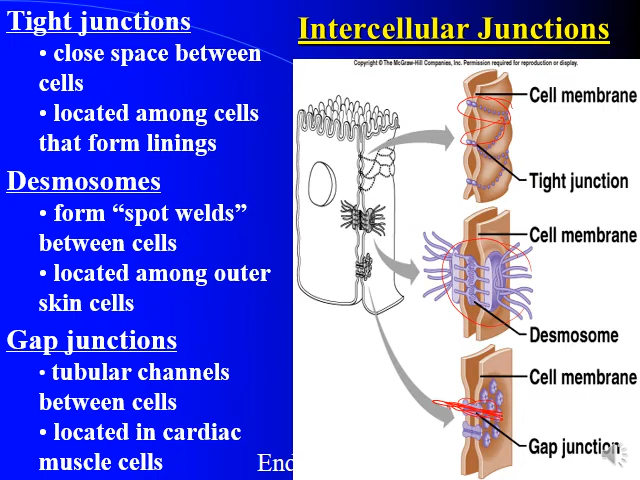 Tight junctions
• close space between
cells
• located among cells
that form linings
Desmosomes
• form “spot welds”
between cells
• located among outer
skin cells
Gap junctions
• tubular channels
between cells
• located in cardiac
muscle cells
End
Intercellular Junctions
Copyright © The McGraw-Hill Companies, Inc. Permission required for reproduction or display.
Cell membrane
Tight junction
Cell membrane
Desmosome
Cell membrane
Gap junction